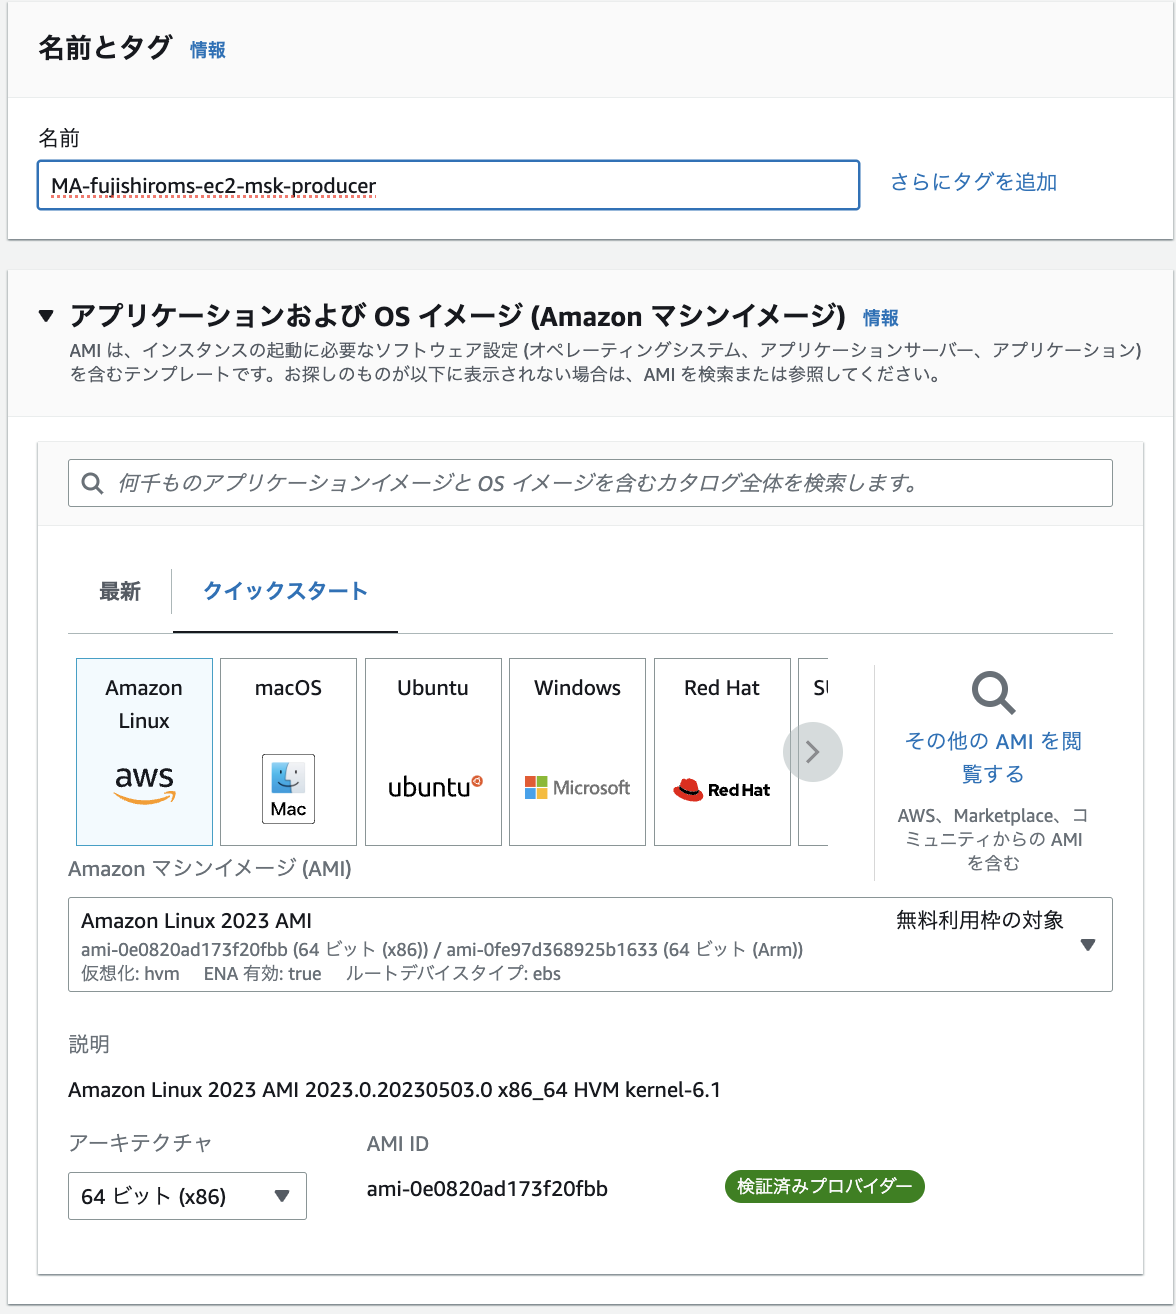 名前とタグ 情報
名前
MA-fujishiroms-ec2-msk-producer
さらにタグを追加
▼ アプリケーションおよび OS イメージ (Amazon マシンイメージ) 情報
AMI は、インスタンスの起動に必要なソフトウェア設定 (オペレーティングシステム、アプリケーションサーバー、アプリケーション)
を含むテンプレートです。お探しのものが以下に表示されない場合は、AMI を検索または参照してください。
何千ものアプリケーションイメージと OS イメージを含むカタログ全体を検索します。
最新
クイックスタート
Amazon
Linux
aws
macOS
Mac
Ubuntu
ubuntu
Windows
Microsoft
Red Hat
Red Hat
その他の AMI を閲
覧する
AWS、Marketplace、コ
ミュニティからの AMI
を含む
Amazon マシンイメージ (AMI)
Amazon Linux 2023 AMI
無料利用枠の対象
ami-0e0820ad173f20fbb (64 ビット (x86)) / ami-0fe97d368925b1633 (64 ビット (Arm))
仮想化: hvm ENA 有効: true ルートデバイスタイプ: ebs
説明
Amazon Linux 2023 AMI 2023.0.20230503.0 x86_64 HVM kernel-6.1
アーキテクチャ
AMI ID
64 ビット (x86)
ami-0e0820ad173f20fbb
検証済みプロバイダー